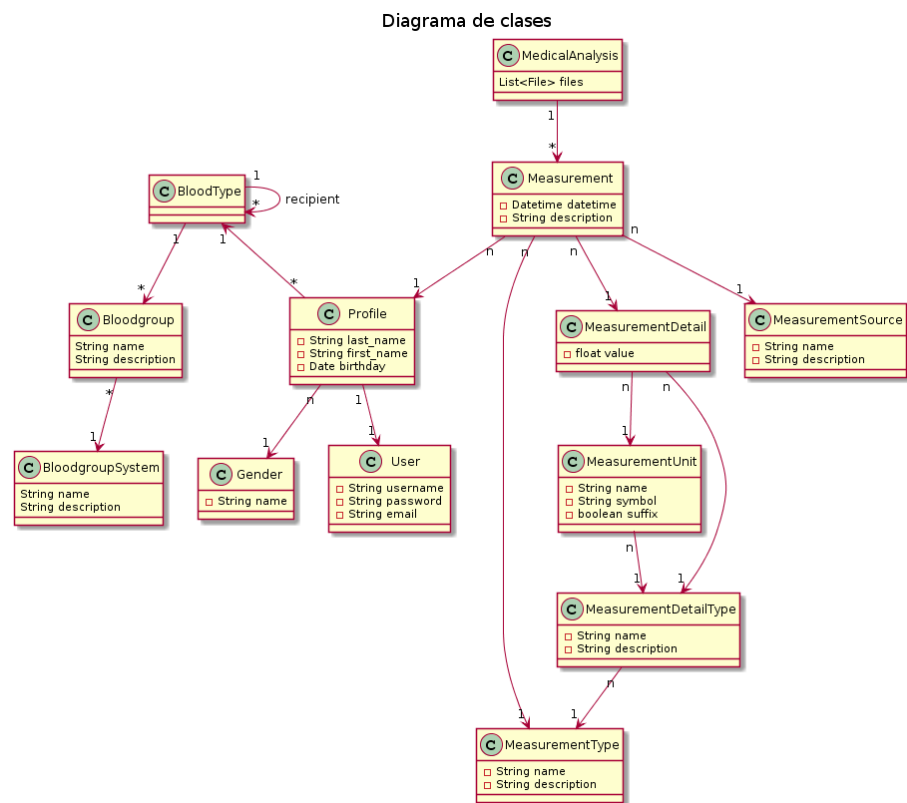 Diagrama de clases
C MedicalAnalysis
List<File> files
1
*
C Measurement
Datetime datetime
String description
C BloodType
1
*
recipient
1
1
n
n
n
n
*
*
1
1
1
C Bloodgroup
String name
String description
C Profile
String last_name
String first_name
Date birthday
C MeasurementDetail
float value
C MeasurementSource
String name
String description
*
n
1
n
n
1
1
1
1
C BloodgroupSystem
String name
String description
C Gender
String name
C User
String username
String password
String email
C MeasurementUnit
String name
String symbol
boolean suffix
n
1
1
C MeasurementDetailType
String name
String description
n
1
1
C MeasurementType
String name
String description